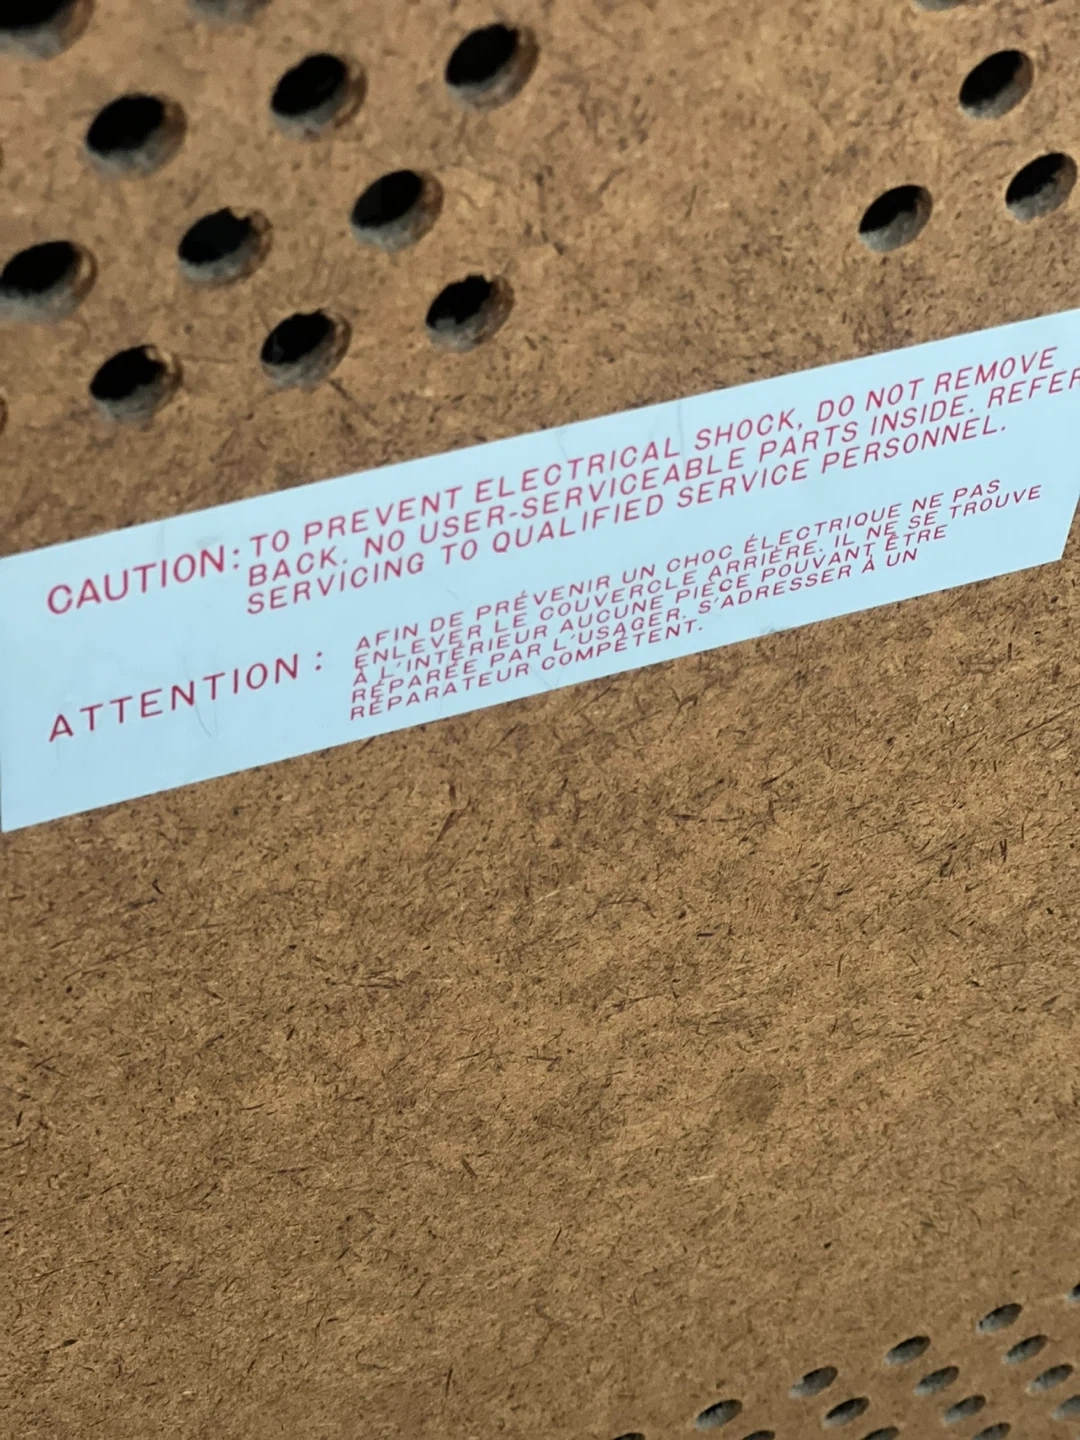 CAUTION: TO PREVENT ELECTRICAL SHOCK, DO NOT REMOVE
BACK. NO USER-SERVICEABLE PARTS INSIDE. REFER
SERVICING TO QUALIFIED SERVICE PERSONNEL.
ATTENTION : AFIN DE PRÉVENIR UN CHOC ÉLECTRIQUE NE PAS
ENLEVER LE COUVERCLE ARRIÈRE. IL NE SE TROUVE
À L'INTÉRIEUR AUCUNE PIÈCE POUVANT ÊTRE
RÉPARÉE PAR L'USAGER. S'ADRESSER À UN
RÉPARATEUR COMPÉTENT.